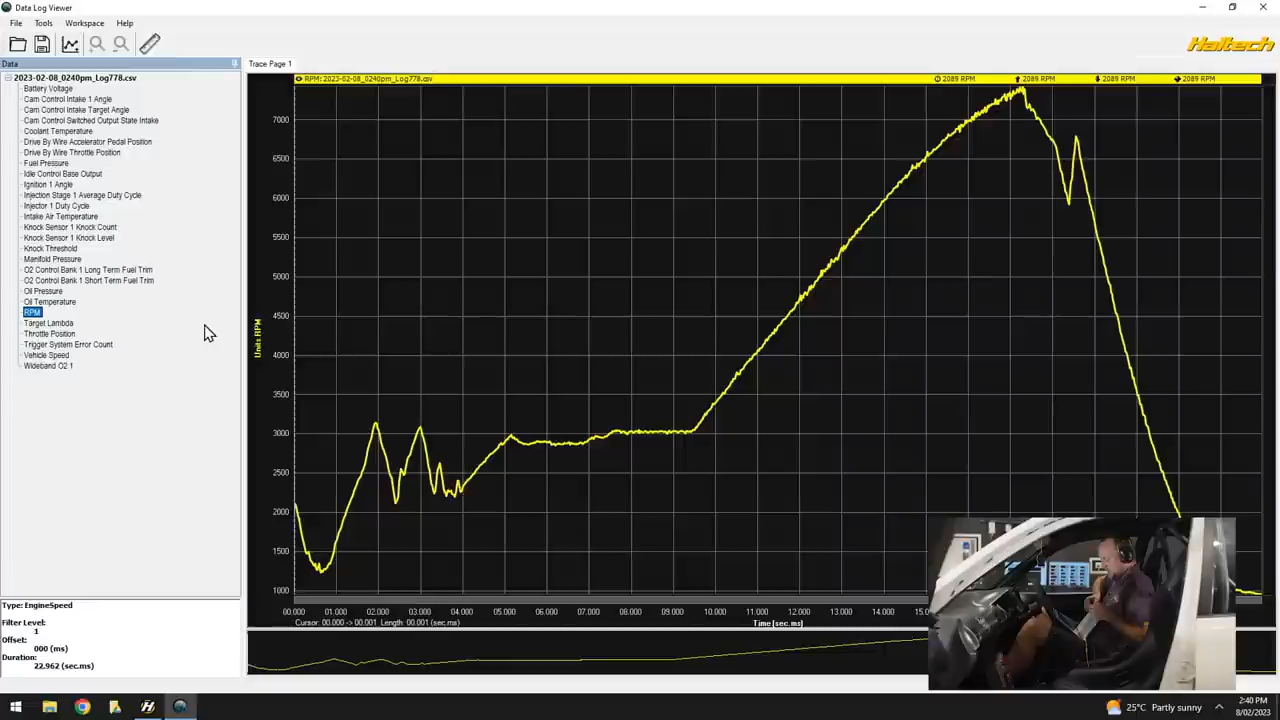 Data Log Viewer
File Tools Workspace Help
Haltech
Data
Trace Page 1
2023-02-08_0240pm_Log778.csv
Battery Voltage
Cam Control Intake 1 Angle
Cam Control Intake Target Angle
Cam Control Switched Output State Intake
Coolant Temperature
Drive By Wire Accelerator Pedal Position
Drive By Wire Throttle Position
Fuel Pressure
Idle Control Base Output
Ignition 1 Angle
Injection Stage 1 Average Duty Cycle
Injector 1 Duty Cycle
Intake Air Temperature
Knock Sensor 1 Knock Count
Knock Sensor 1 Knock Level
Knock Threshold
Manifold Pressure
O2 Control Bank 1 Long Term Fuel Trim
O2 Control Bank 1 Short Term Fuel Trim
Oil Pressure
Oil Temperature
RPM
Target Lambda
Throttle Position
Trigger System Error Count
Vehicle Speed
Wideband O2 1
Type: EngineSpeed
Filter Level:
1
Offset:
000 (ms)
Duration:
22.962 (sec.ms)
RPM: 2023-02-08_0240pm_Log778.csv
2089 RPM 2089 RPM 2089 RPM 2089 RPM
7000
6500
6000
5500
5000
4500
4000
3500
3000
2500
2000
1500
1000
Units RPM
00.000 01.000 02.000 03.000 04.000 05.000 06.000 07.000 08.000 09.000 10.000 11.000 12.000 13.000 14.000
Cursor: 00.000 -> 00.001 Length: 00.001 (sec.ms)
Time [sec.ms]
25°C Partly sunny
2:40 PM
8/02/2023